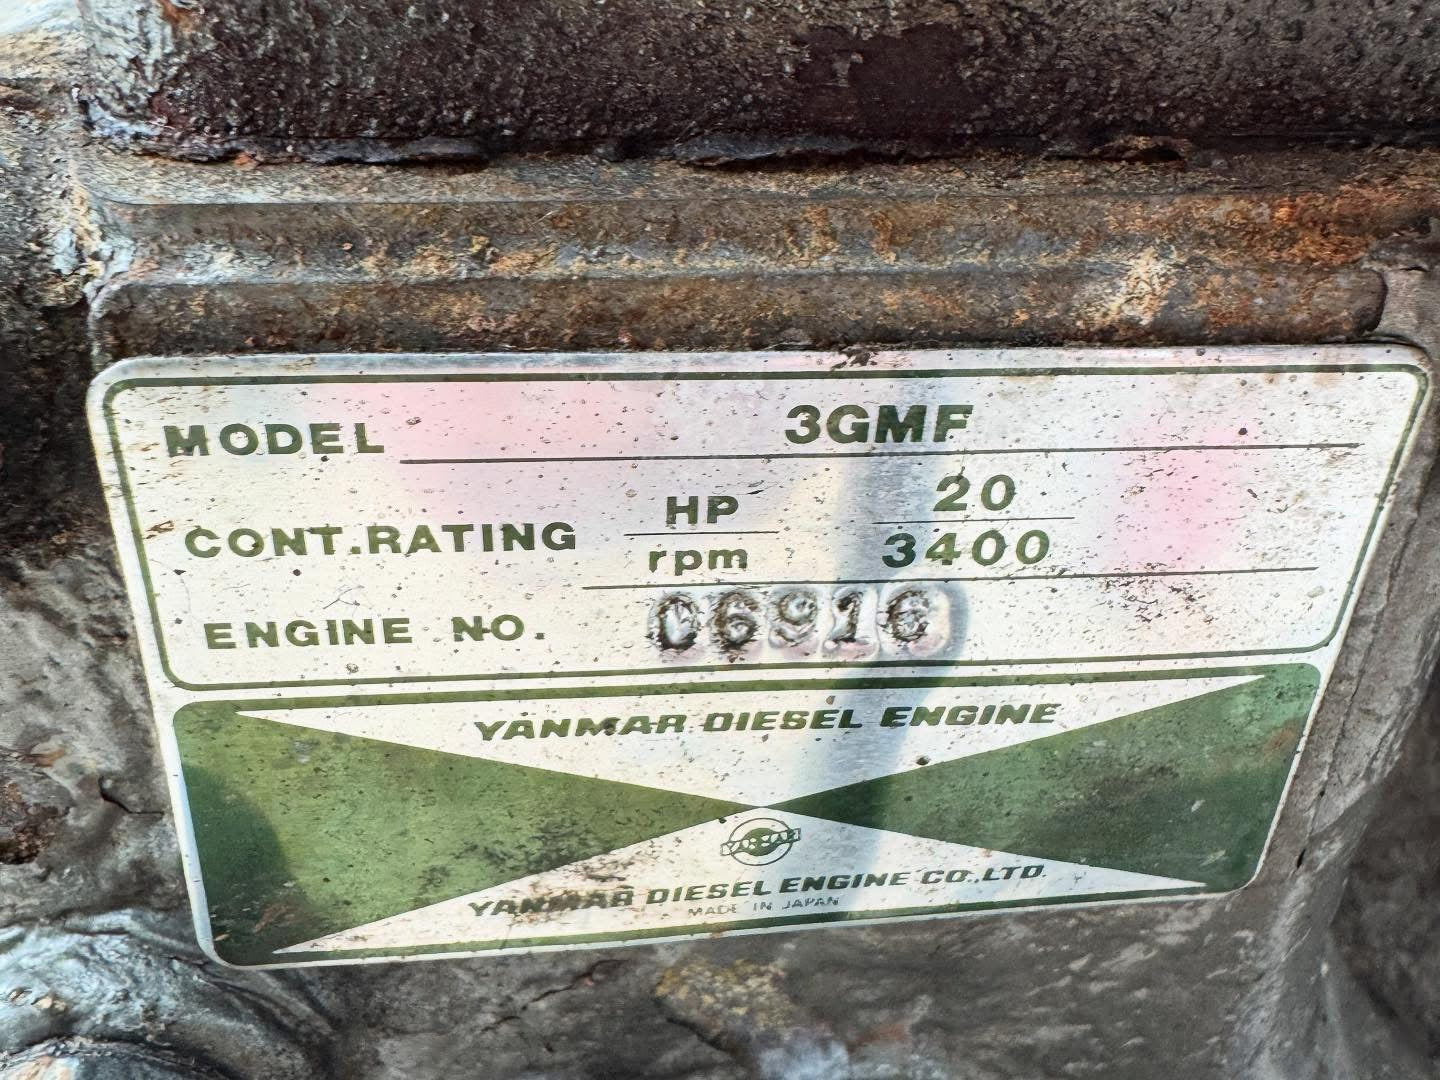 MODEL 3GMF
CONT.RATING HP/rpm 20/3400
ENGINE NO. 06916
YANMAR DIESEL ENGINE
YANMAR
YANMAR DIESEL ENGINE CO.,LTD.
MADE IN JAPAN